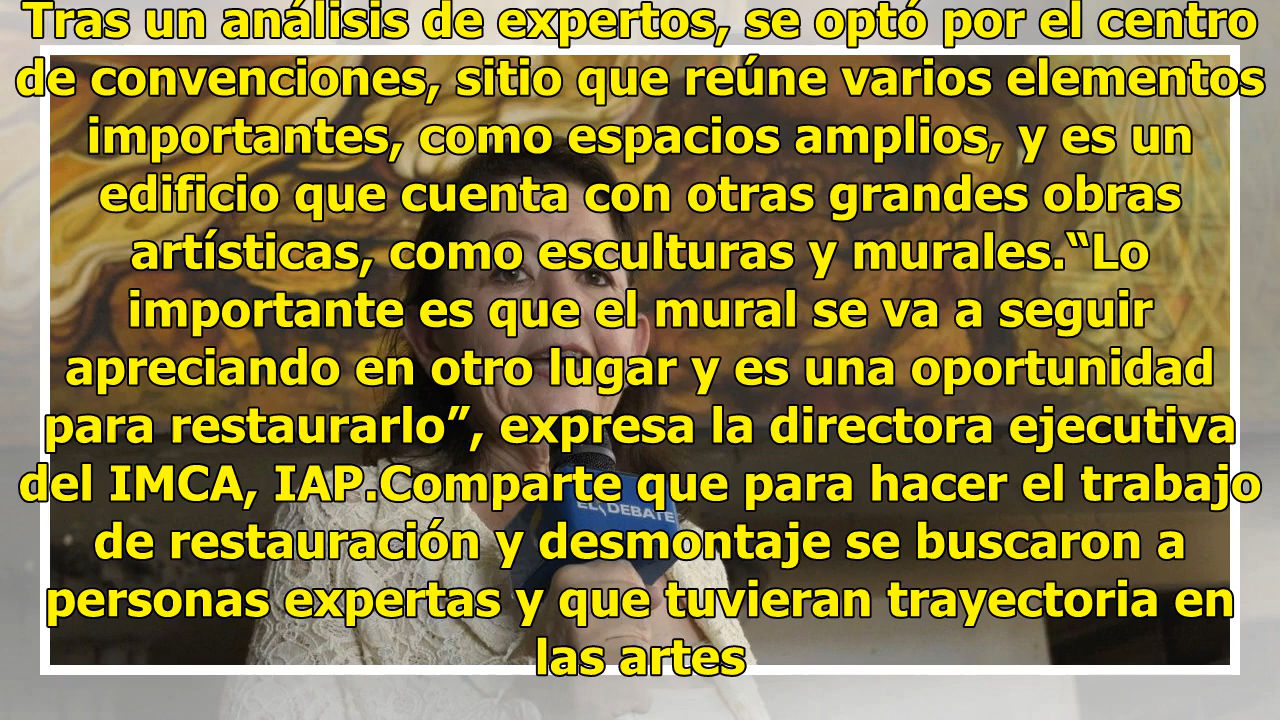 Tras un análisis de expertos, se optó por el centro
de convenciones, sitio que reúne varios elementos
importantes, como espacios amplios, y es un
edificio que cuenta con otras grandes obras
artísticas, como esculturas y murales.“Lo
importante es que el mural se va a seguir
apreciando en otro lugar y es una oportunidad
para restaurarlo”, expresa la directora ejecutiva
del IMCA, IAP.Comparte que para hacer el trabajo
EL DEBATE
de restauración y desmontaje se buscaron a
personas expertas y que tuvieran trayectoria en
las artes